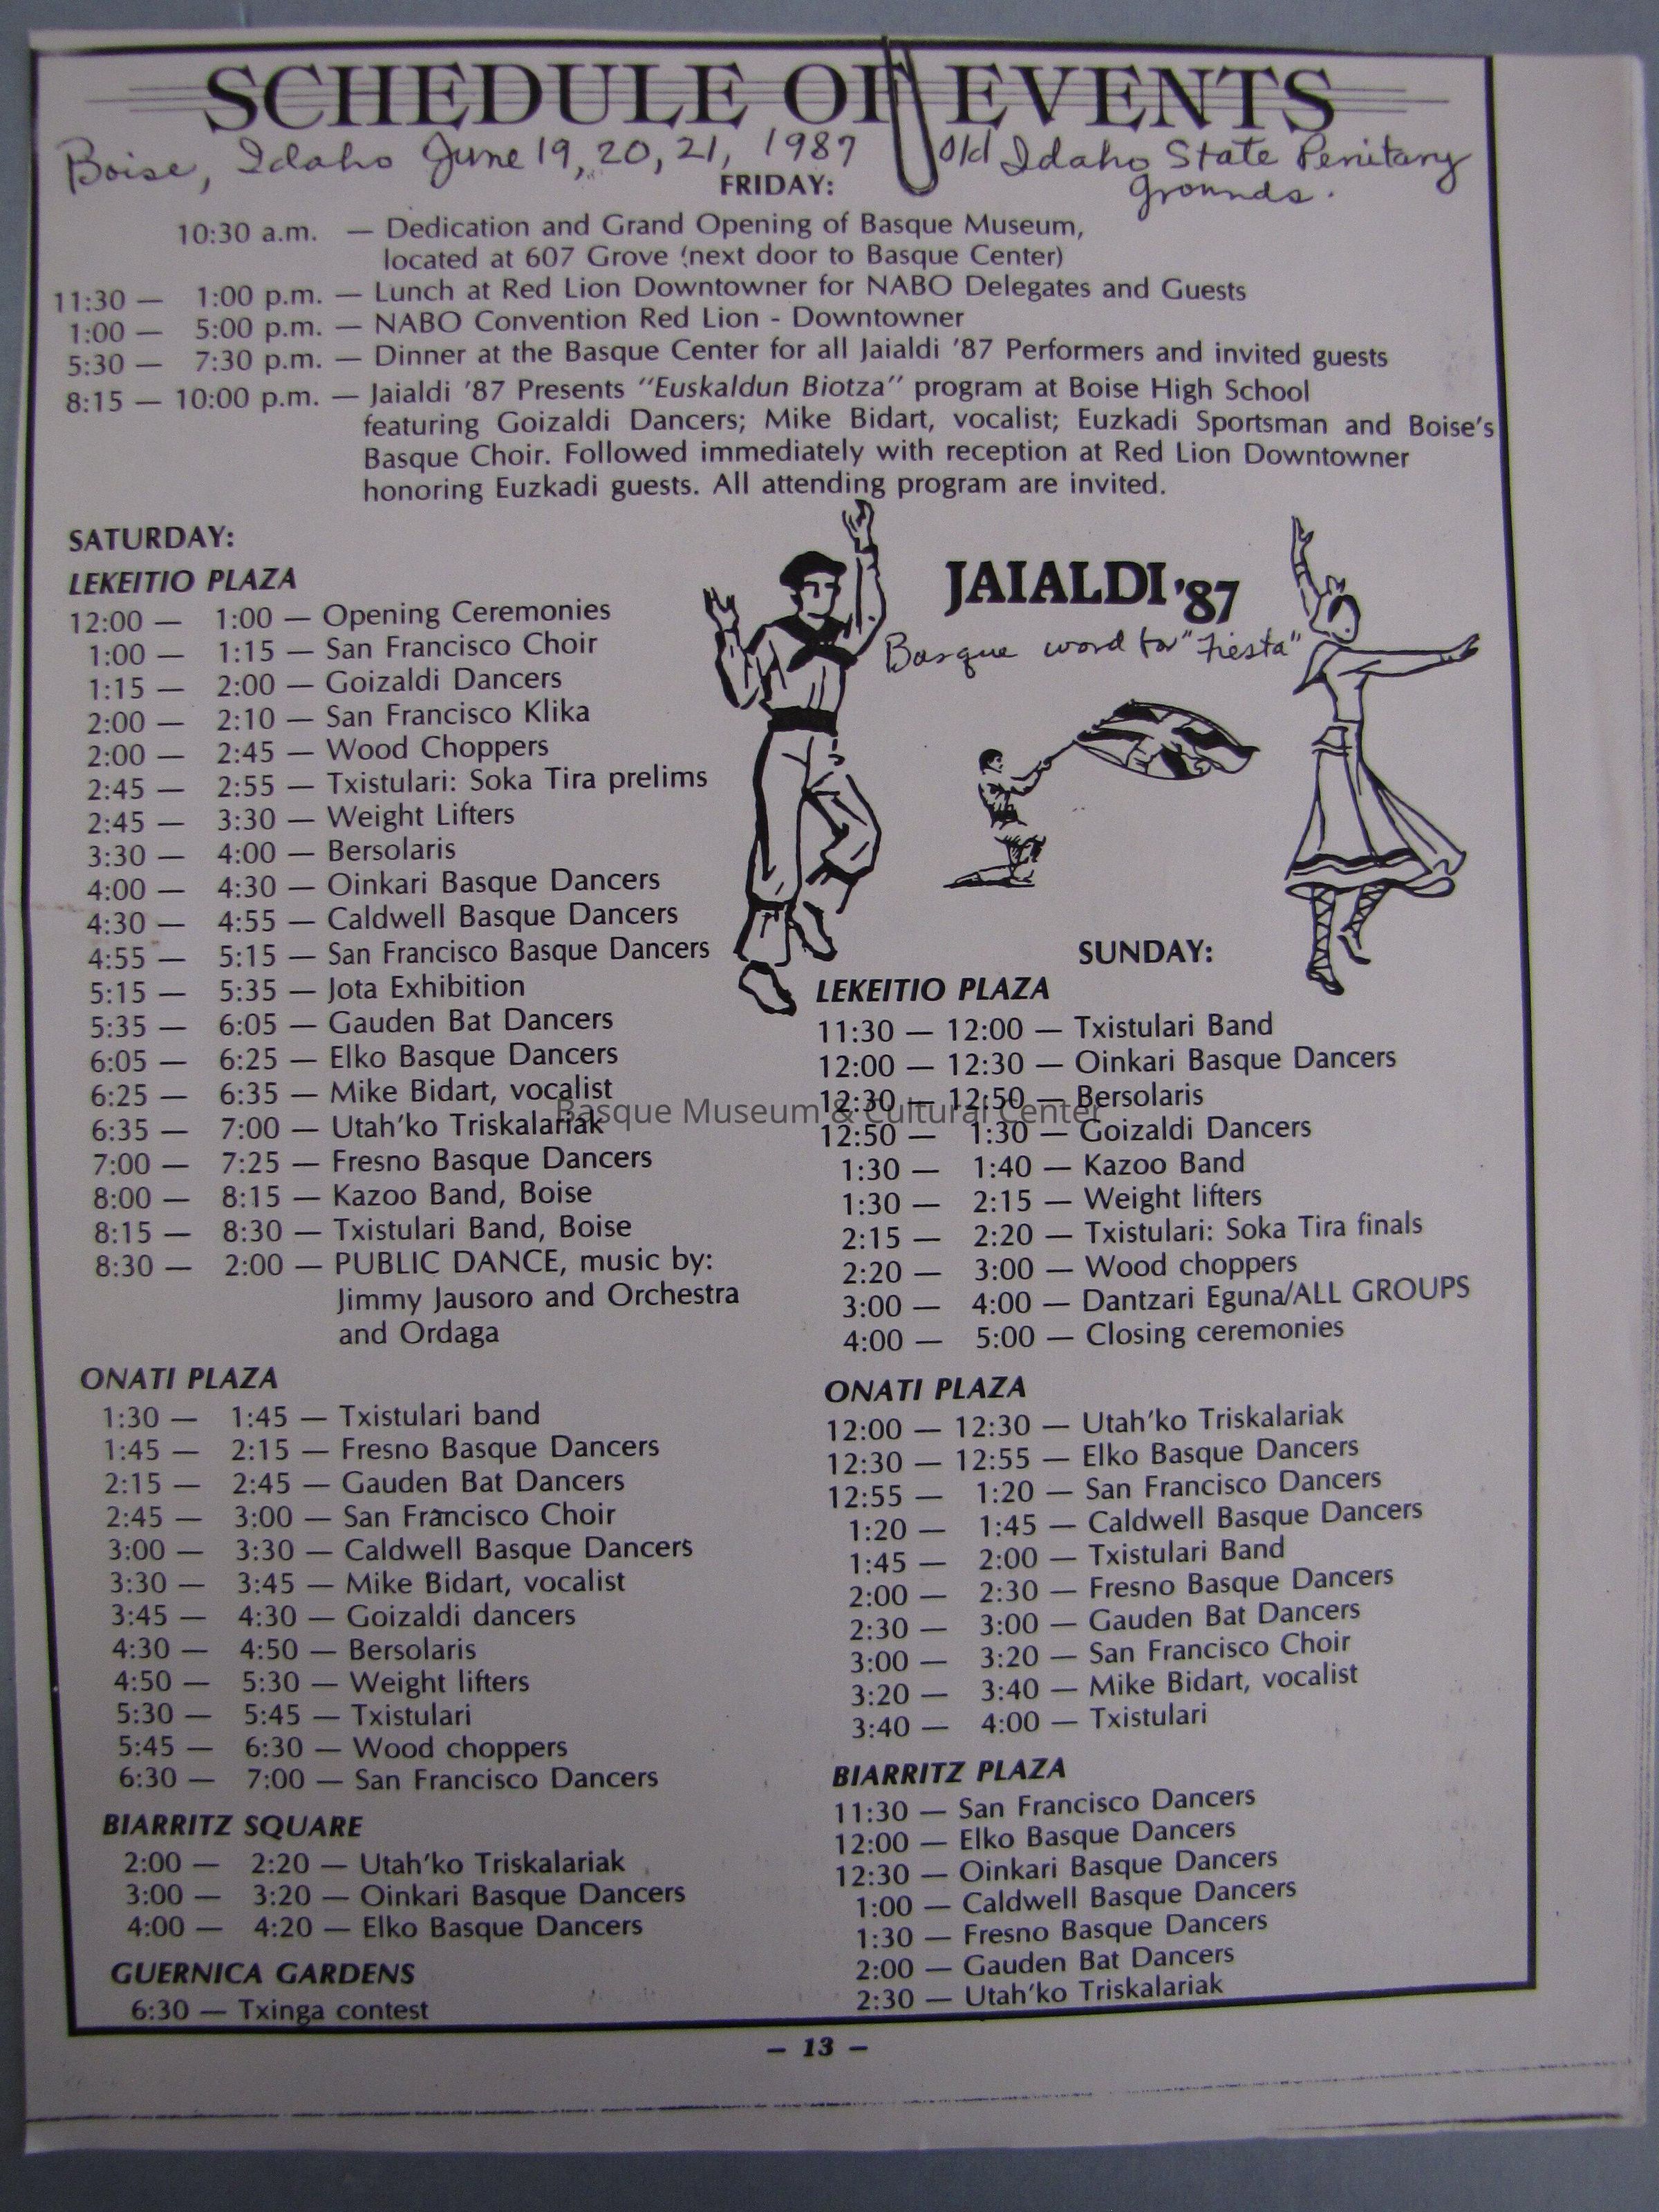 SCHEDULE OF EVENTS
Boise, Idaho June 19, 20, 21, 1987 Old Idaho State Penitary
Grounds.
FRIDAY:
10:30 a.m. — Dedication and Grand Opening of Basque Museum,
located at 607 Grove (next door to Basque Center)
11:30 — 1:00 p.m. — Lunch at Red Lion Downtowner for NABO Delegates and Guests
1:00 — 5:00 p.m. — NABO Convention Red Lion - Downtowner
5:30 — 7:30 p.m. — Dinner at the Basque Center for all Jaialdi '87 Performers and invited guests
8:15 — 10:00 p.m. — Jaialdi '87 Presents "Euskaldun Biotza" program at Boise High School
featuring Goizaldi Dancers; Mike Bidart, vocalist; Euzkadi Sportsman and Boise's
Basque Choir. Followed immediately with reception at Red Lion Downtowner
honoring Euzkadi guests. All attending program are invited.
SATURDAY:
LEKEITIO PLAZA
12:00 — 1:00 — Opening Ceremonies
1:00 — 1:15 — San Francisco Choir
1:15 — 2:00 — Goizaldi Dancers
2:00 — 2:10 — San Francisco Klika
2:00 — 2:45 — Wood Choppers
2:45 — 2:55 — Txistulari: Soka Tira prelims
2:45 — 3:30 — Weight Lifters
3:30 — 4:00 — Bersolaris
4:00 — 4:30 — Oinkari Basque Dancers
4:30 — 4:55 — Caldwell Basque Dancers
4:55 — 5:15 — San Francisco Basque Dancers
5:15 — 5:35 — Jota Exhibition
5:35 — 6:05 — Gauden Bat Dancers
6:05 — 6:25 — Elko Basque Dancers
6:25 — 6:35 — Mike Bidart, vocalist
6:35 — 7:00 — Utah'ko Triskalariak
7:00 — 7:25 — Fresno Basque Dancers
8:00 — 8:15 — Kazoo Band, Boise
8:15 — 8:30 — Txistulari Band, Boise
8:30 — 2:00 — PUBLIC DANCE, music by:
Jimmy Jausoro and Orchestra
and Ordaga
ONATI PLAZA
1:30 — 1:45 — Txistulari band
1:45 — 2:15 — Fresno Basque Dancers
2:15 — 2:45 — Gauden Bat Dancers
2:45 — 3:00 — San Francisco Choir
3:00 — 3:30 — Caldwell Basque Dancers
3:30 — 3:45 — Mike Bidart, vocalist
3:45 — 4:30 — Goizaldi dancers
4:30 — 4:50 — Bersolaris
4:50 — 5:30 — Weight lifters
5:30 — 5:45 — Txistulari
5:45 — 6:30 — Wood choppers
6:30 — 7:00 — San Francisco Dancers
BIARRITZ SQUARE
2:00 — 2:20 — Utah'ko Triskalariak
3:00 — 3:20 — Oinkari Basque Dancers
4:00 — 4:20 — Elko Basque Dancers
GUERNICA GARDENS
6:30 — Txinga contest
JAIALDI '87
Basque word for "Fiesta"
SUNDAY:
LEKEITIO PLAZA
11:30 — 12:00 — Txistulari Band
12:00 — 12:30 — Oinkari Basque Dancers
12:30 — 12:50 — Bersolaris
12:50 — 1:30 — Goizaldi Dancers
1:30 — 1:40 — Kazoo Band
1:30 — 2:15 — Weight lifters
2:15 — 2:20 — Txistulari: Soka Tira finals
2:20 — 3:00 — Wood choppers
3:00 — 4:00 — Dantzari Eguna/ALL GROUPS
4:00 — 5:00 — Closing ceremonies
ONATI PLAZA
12:00 — 12:30 — Utah'ko Triskalariak
12:30 — 12:55 — Elko Basque Dancers
12:55 — 1:20 — San Francisco Dancers
1:20 — 1:45 — Caldwell Basque Dancers
1:45 — 2:00 — Txistulari Band
2:00 — 2:30 — Fresno Basque Dancers
2:30 — 3:00 — Gauden Bat Dancers
3:00 — 3:20 — San Francisco Choir
3:20 — 3:40 — Mike Bidart, vocalist
3:40 — 4:00 — Txistulari
BIARRITZ PLAZA
11:30 — San Francisco Dancers
12:00 — Elko Basque Dancers
12:30 — Oinkari Basque Dancers
1:00 — Caldwell Basque Dancers
1:30 — Fresno Basque Dancers
2:00 — Gauden Bat Dancers
2:30 — Utah'ko Triskalariak
— 13 —
Basque Museum & Cultural Center